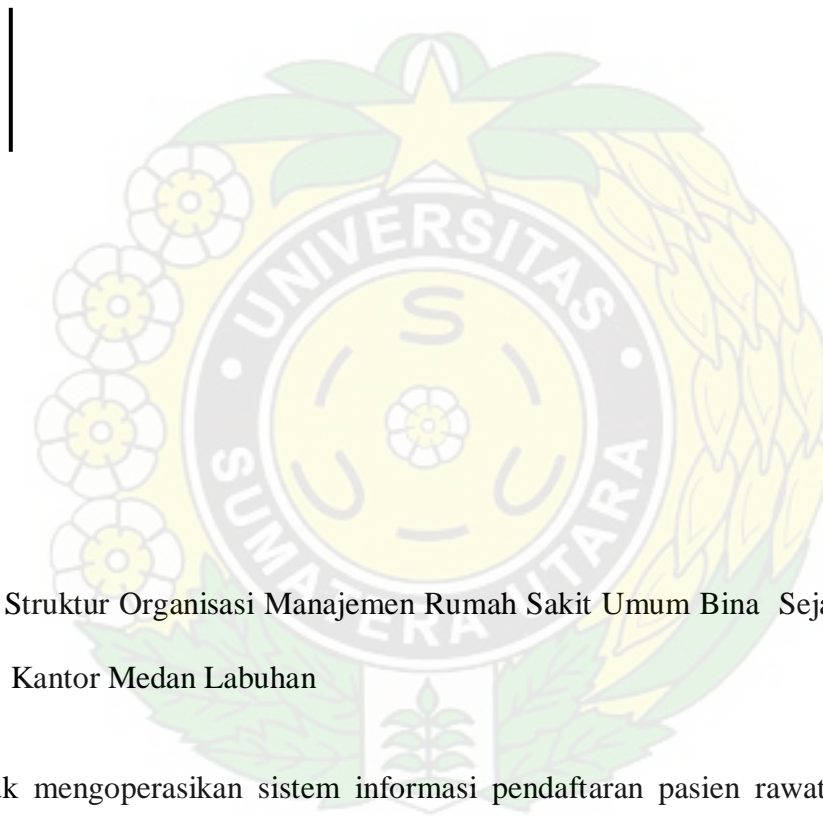 UNIVERSITAS
S
U
U
SUMATERA UTARA
Struktur Organisasi Manajemen Rumah Sakit Umum Bina Seja
Kantor Medan Labuhan
k mengoperasikan sistem informasi pendaftaran pasien rawat